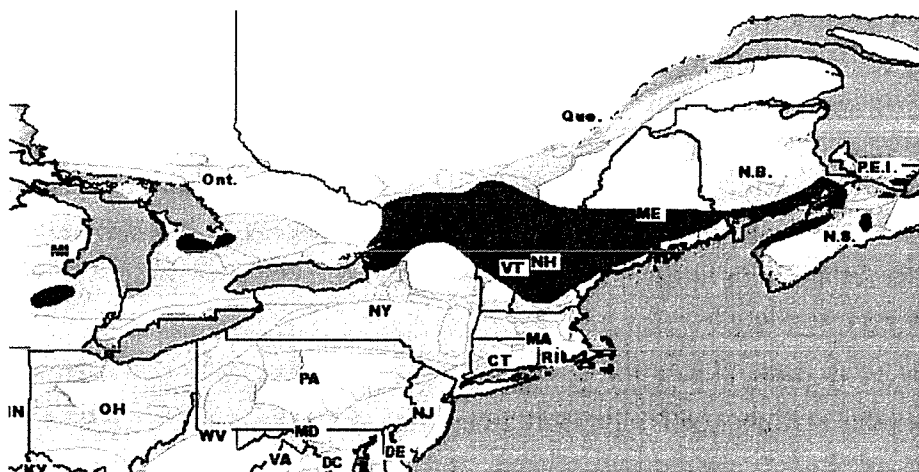 Que.
Ont.
N.B.
P.E.I.
MI
ME
N.S.
VT
NH
NY
MA
CT
RI
PA
IN
OH
NJ
WV
MD
DE
VA
DC
KY